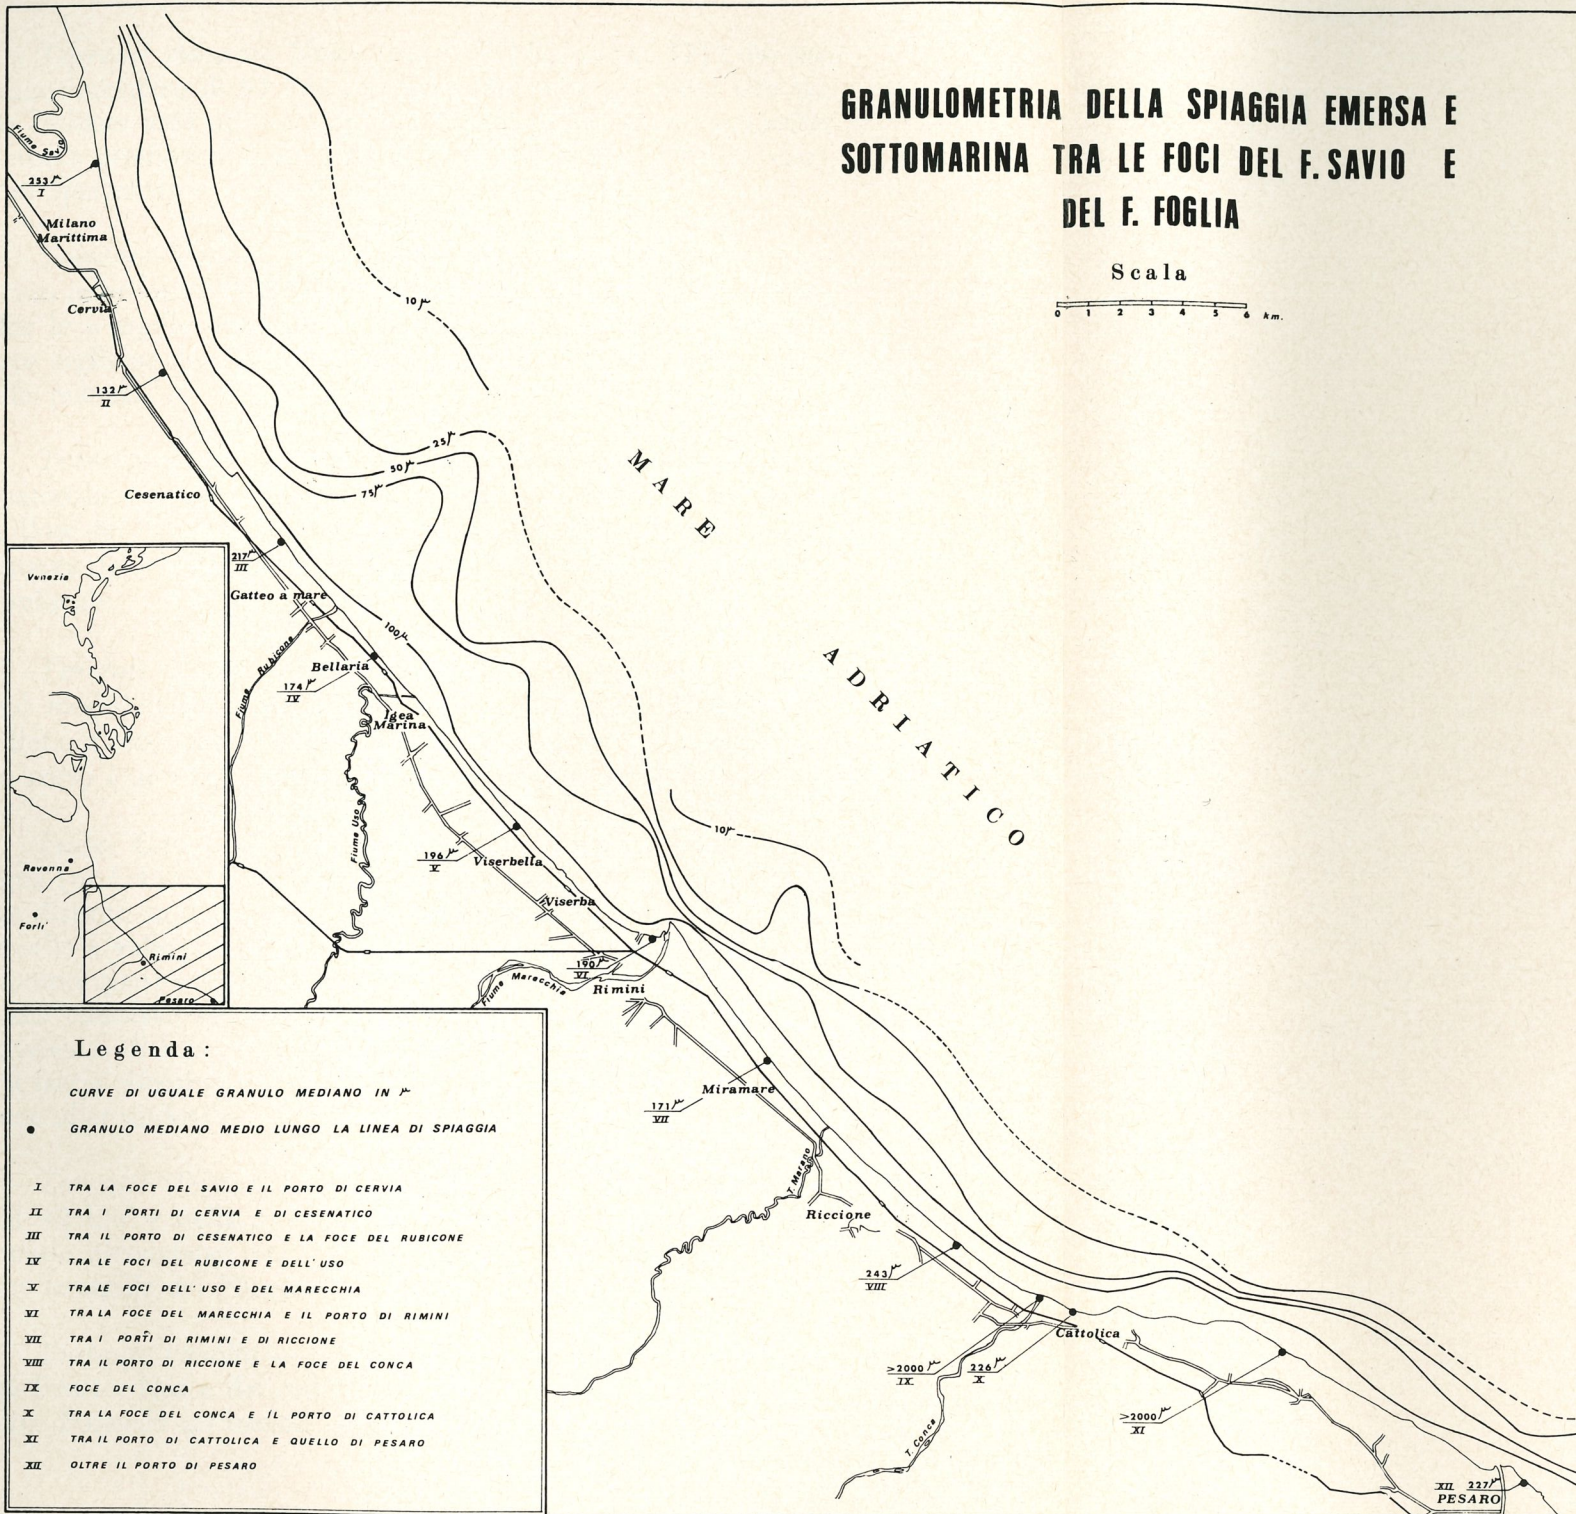 GRANULOMETRIA DELLA SPIAGGIA EMERSA E
SOTTOMARINA TRA LE FOCI DEL F. SAVIO E
DEL F. FOGLIA
Scala
0 1 2 3 4 5 6 km.
Fiume Savio
253 µ
I
Milano
Marittima
Cervia
10 µ
132 µ
II
25 µ
50 µ
75 µ
Cesenatico
MARE
217 µ
III
Gatteo a mare
100 µ
Fiume Rubicone
Bellaria
174 µ
IV
Igea
Marina
ADRIATICO
Fiume Uso
10 µ
196 µ
V
Viserbella
Viserba
190 µ
VI
Fiume Marecchia
Rimini
Miramare
171 µ
VII
T. Marano
Riccione
243 µ
VIII
Cattolica
>2000 µ
IX
226 µ
X
T. Conca
>2000 µ
XI
XII 227 µ
PESARO
Venezia
Ravenna
Forlì
Rimini
Pesaro
Legenda :
CURVE DI UGUALE GRANULO MEDIANO IN µ
GRANULO MEDIANO MEDIO LUNGO LA LINEA DI SPIAGGIA
I TRA LA FOCE DEL SAVIO E IL PORTO DI CERVIA
II TRA I PORTI DI CERVIA E DI CESENATICO
III TRA IL PORTO DI CESENATICO E LA FOCE DEL RUBICONE
IV TRA LE FOCI DEL RUBICONE E DELL' USO
V TRA LE FOCI DELL' USO E DEL MARECCHIA
VI TRA LA FOCE DEL MARECCHIA E IL PORTO DI RIMINI
VII TRA I PORTI DI RIMINI E DI RICCIONE
VIII TRA IL PORTO DI RICCIONE E LA FOCE DEL CONCA
IX FOCE DEL CONCA
X TRA LA FOCE DEL CONCA E IL PORTO DI CATTOLICA
XI TRA IL PORTO DI CATTOLICA E QUELLO DI PESARO
XII OLTRE IL PORTO DI PESARO